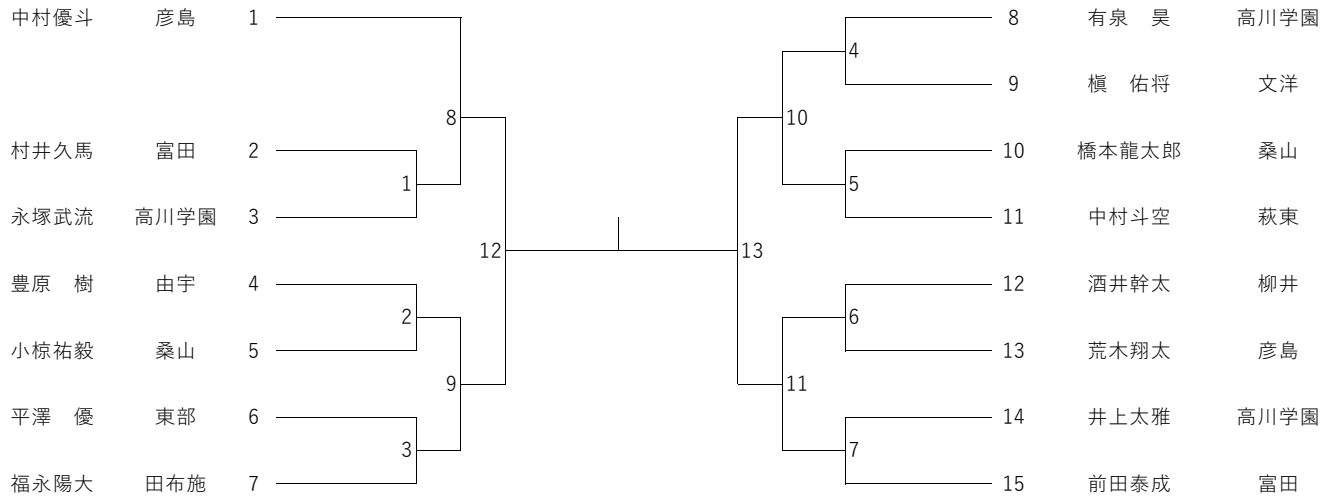 中村優斗 彦島 1
8 有泉 昊 高川学園
4
9 槇 佑将 文洋
8
10
村井久馬 富田 2
10 橋本龍太郎 桑山
1
5
永塚武流 高川学園 3
11 中村斗空 萩東
12
13
豊原 樹 由宇 4
12 酒井幹太 柳井
2
6
小椋祐毅 桑山 5
13 荒木翔太 彦島
9
11
平澤 優 東部 6
14 井上太雅 高川学園
3
7
福永陽大 田布施 7
15 前田泰成 富田